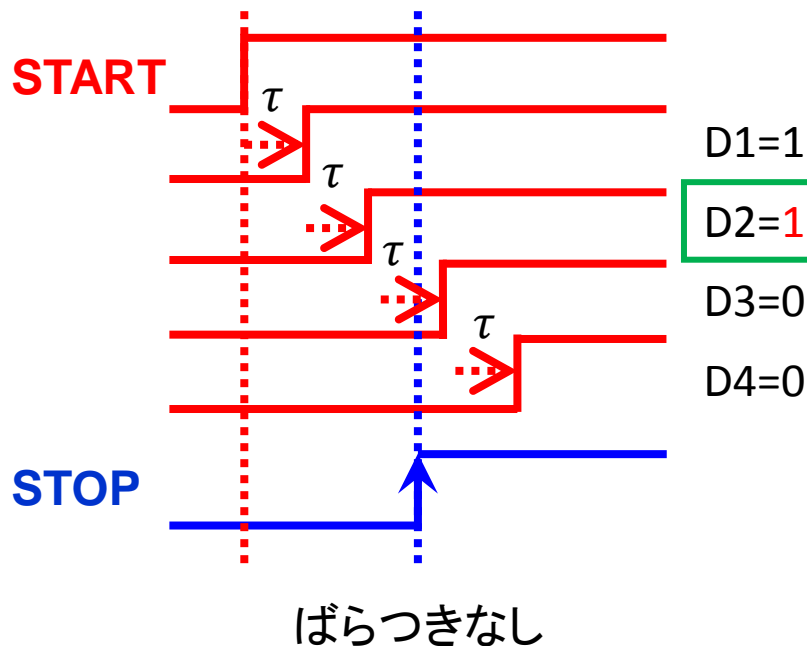 START
τ
τ
τ
τ
D1=1
D2=1
D3=0
D4=0
STOP
ばらつきなし